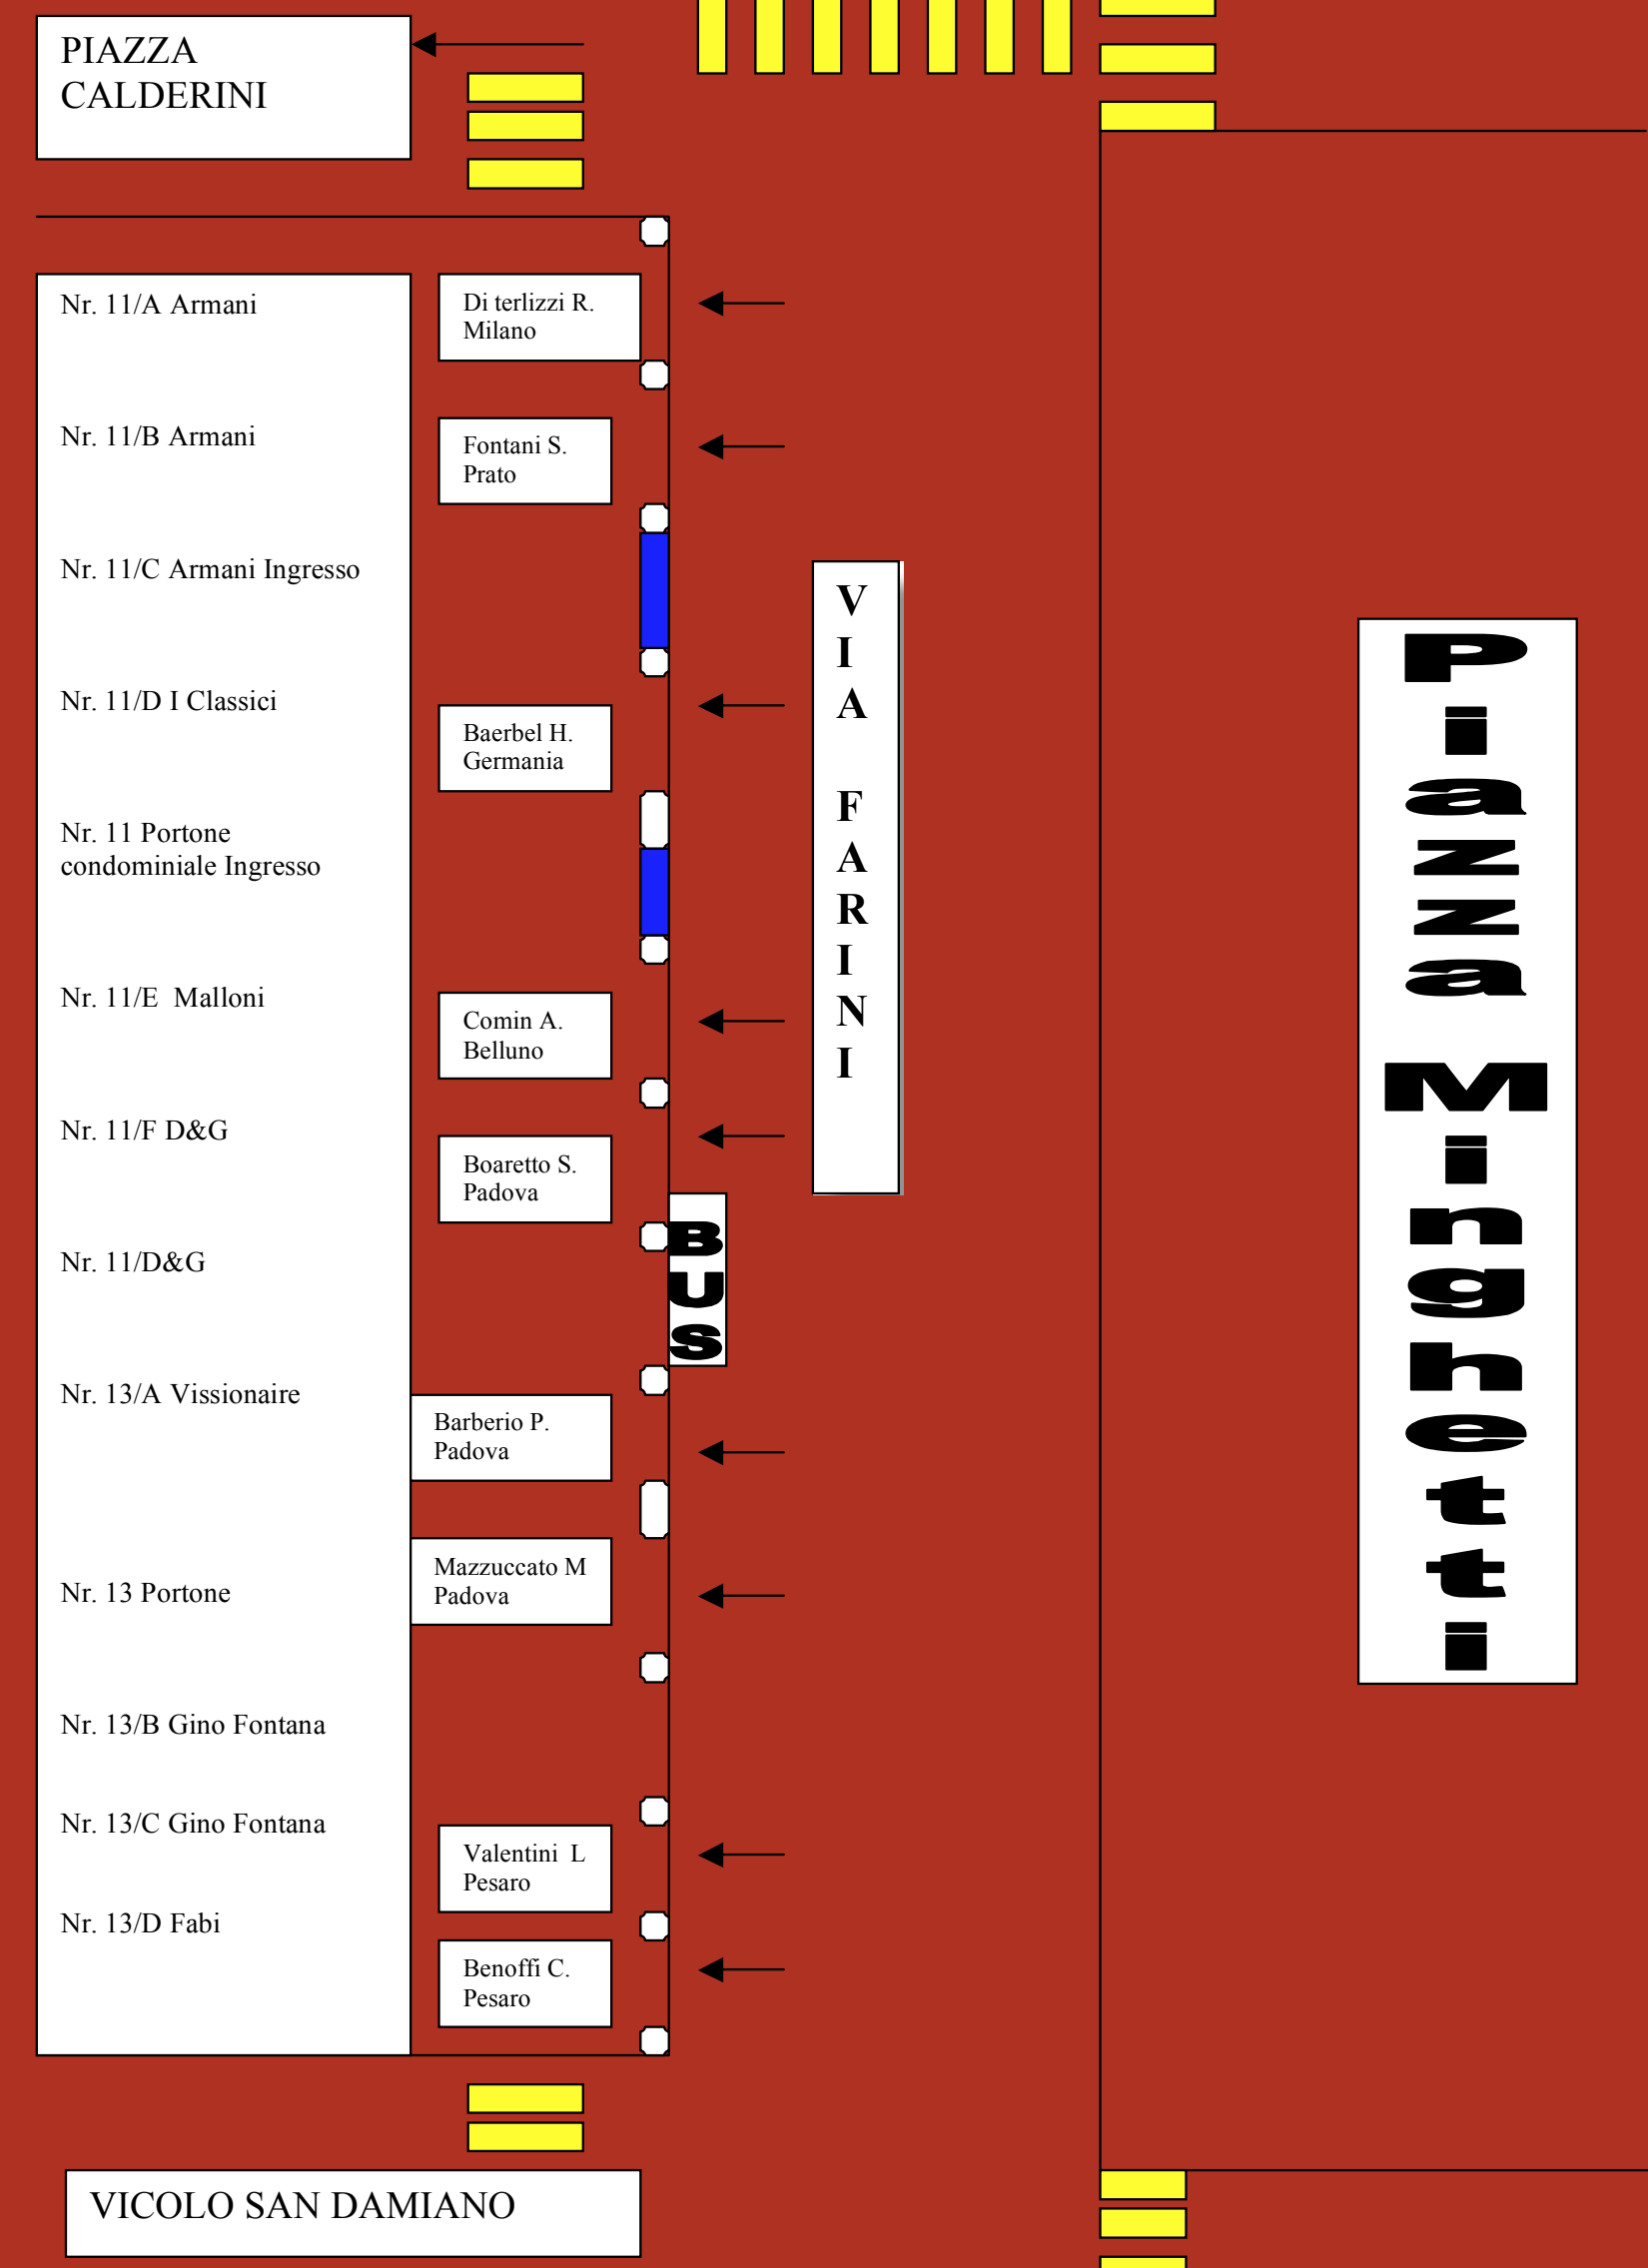 PIAZZA
CALDERINI
Nr. 11/A Armani
Di terlizzi R.
Milano
Nr. 11/B Armani
Fontani S.
Prato
Nr. 11/C Armani Ingresso
Nr. 11/D I Classici
Baerbel H.
Germania
Nr. 11 Portone
condominiale Ingresso
Nr. 11/E  Malloni
Comin A.
Belluno
Nr. 11/F D&G
Boaretto S.
Padova
Nr. 11/D&G
Nr. 13/A Vissionaire
Barberio P.
Padova
Nr. 13 Portone
Mazzuccato M
Padova
Nr. 13/B Gino Fontana
Nr. 13/C Gino Fontana
Valentini  L
Pesaro
Nr. 13/D Fabi
Benoffi C.
Pesaro
VICOLO SAN DAMIANO
BUS
VIA FARINI
Piazza Minghetti